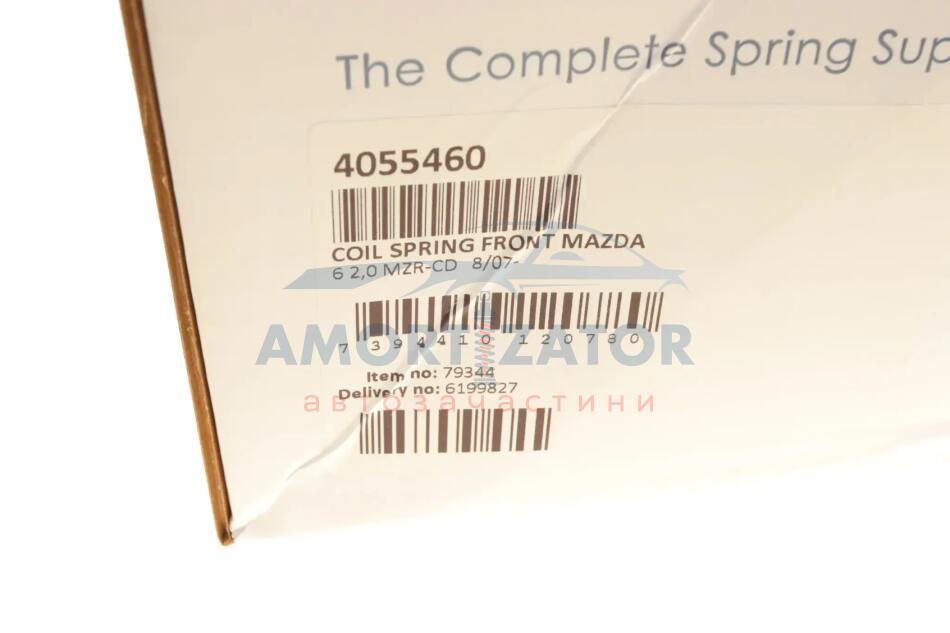 The Complete Spring Sup
4055460
COIL SPRING FRONT MAZDA
6 2,0 MZR-CD 8/07-
AMORTIZATOR
7 394410 120780
Item no: 79344
Delivery no: 6199827
автозачастини